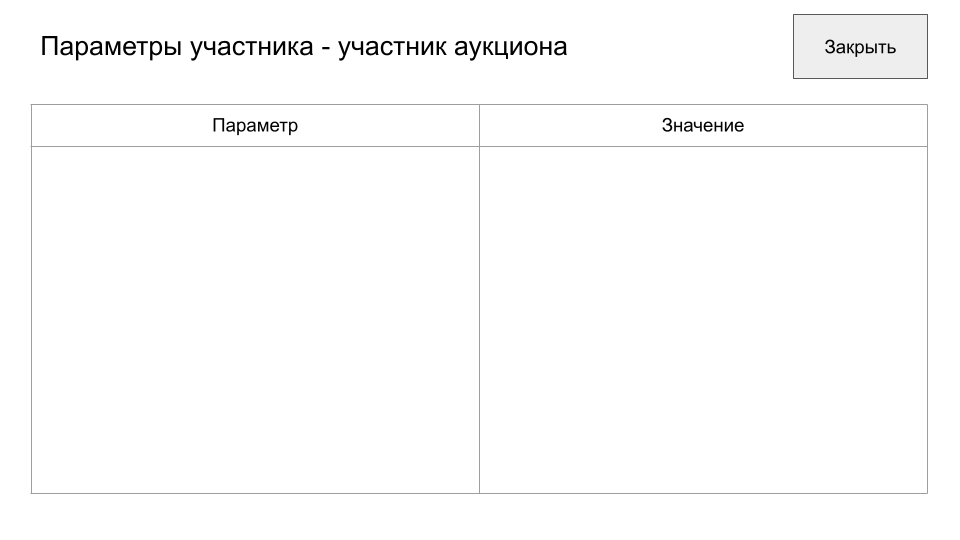 Параметры участника - участник аукциона
Закрыть
Параметр
Значение